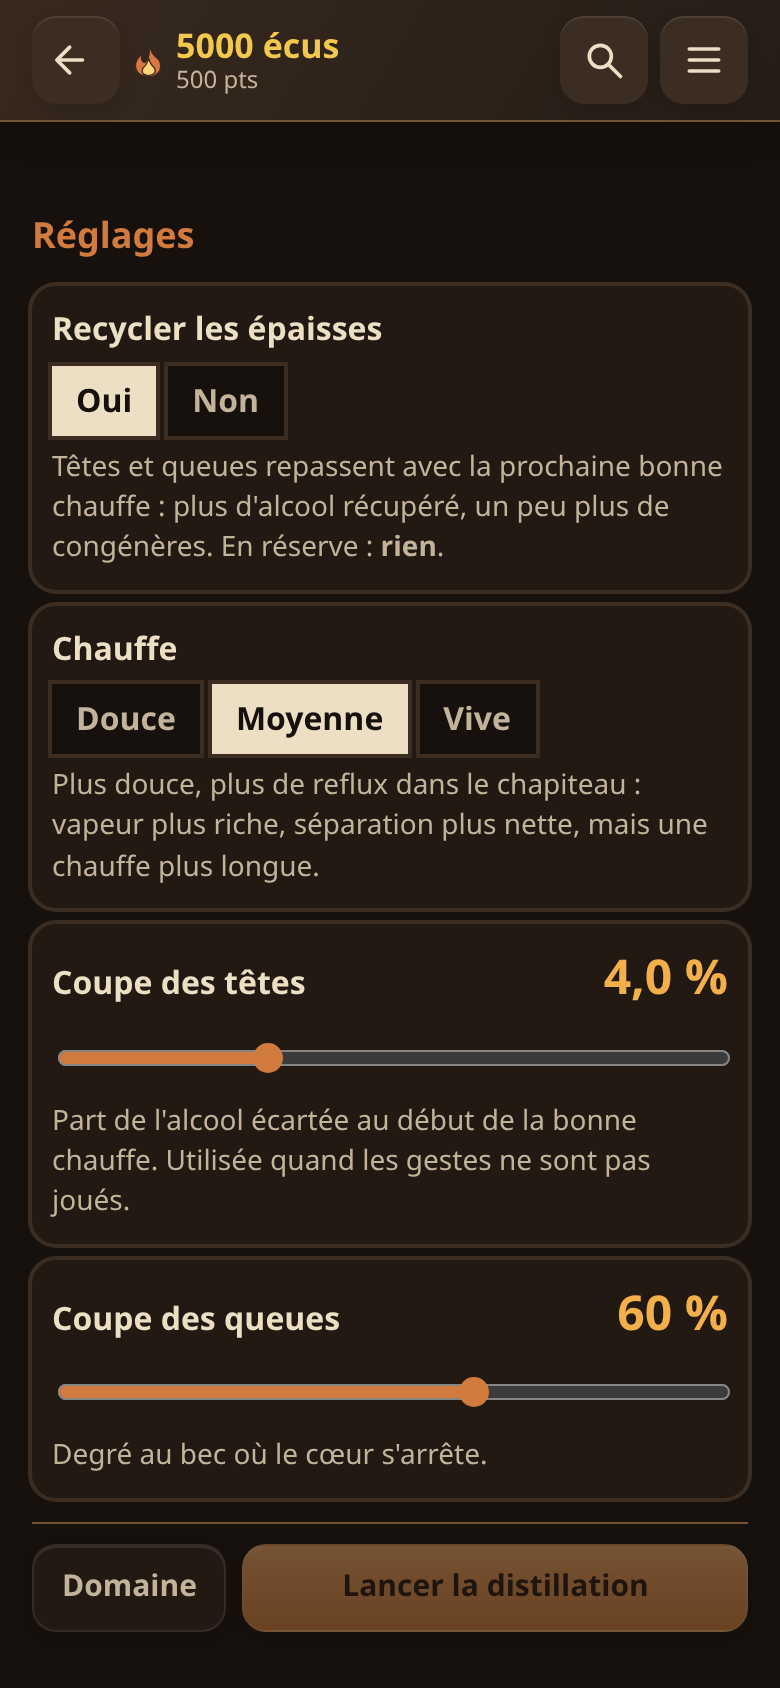 5000 écus
500 pts
Réglages
Recycler les épaisses
Oui
Non
Têtes et queues repassent avec la prochaine bonne
chauffe : plus d'alcool récupéré, un peu plus de
congénères. En réserve : rien.
Chauffe
Douce
Moyenne
Vive
Plus douce, plus de reflux dans le chapiteau :
vapeur plus riche, séparation plus nette, mais une
chauffe plus longue.
Coupe des têtes
4,0 %
Part de l'alcool écartée au début de la bonne
chauffe. Utilisée quand les gestes ne sont pas
joués.
Coupe des queues
60 %
Degré au bec où le cœur s'arrête.
Domaine
Lancer la distillation